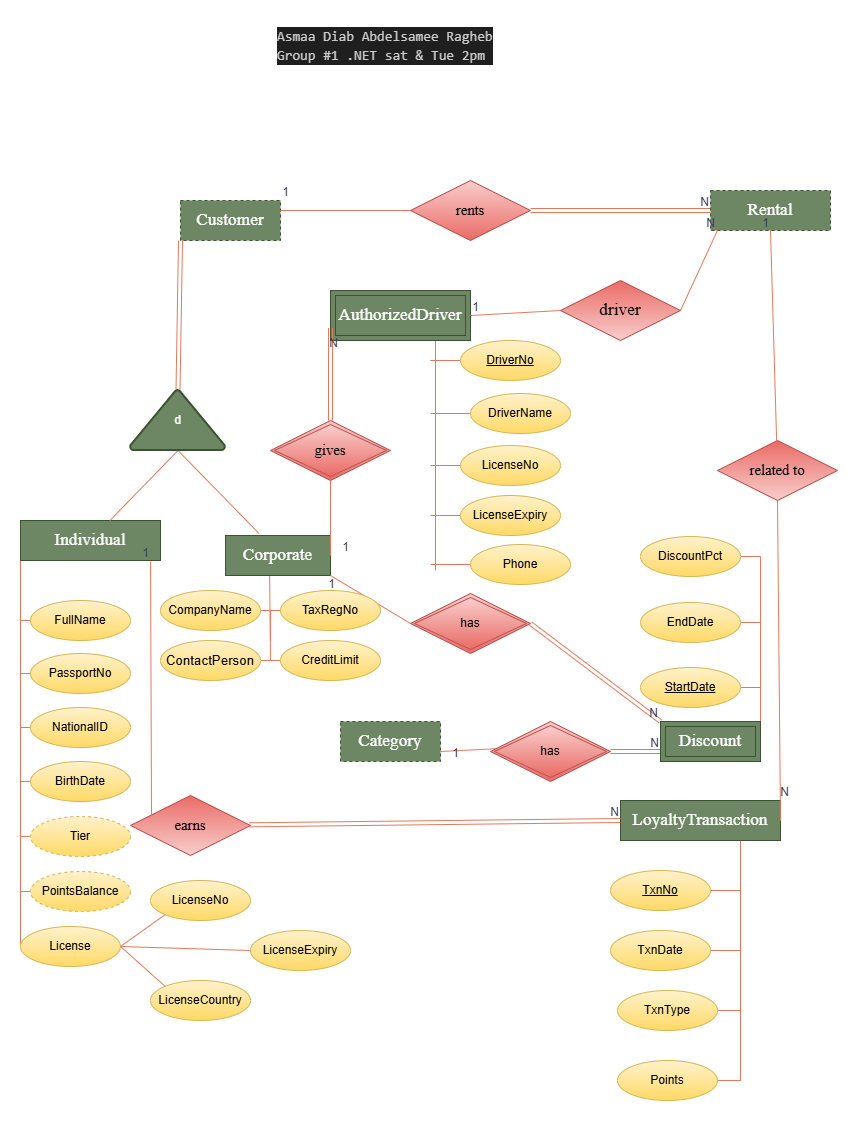 Asmaa Diab Abdelsamee Ragheb
Group #1 .NET sat & Tue 2pm
1
Customer
rents
N
Rental
N
1
AuthorizedDriver
1
driver
N
DriverNo
DriverName
d
gives
LicenseNo
related to
LicenseExpiry
Individual
1
Corporate
1
1
Phone
DiscountPct
CompanyName
TaxRegNo
FullName
has
EndDate
ContactPerson
CreditLimit
PassportNo
StartDate
NationalID
N
Category
1
has
N
Discount
BirthDate
N
earns
N
LoyaltyTransaction
Tier
PointsBalance
LicenseNo
TxnNo
License
LicenseExpiry
TxnDate
LicenseCountry
TxnType
Points